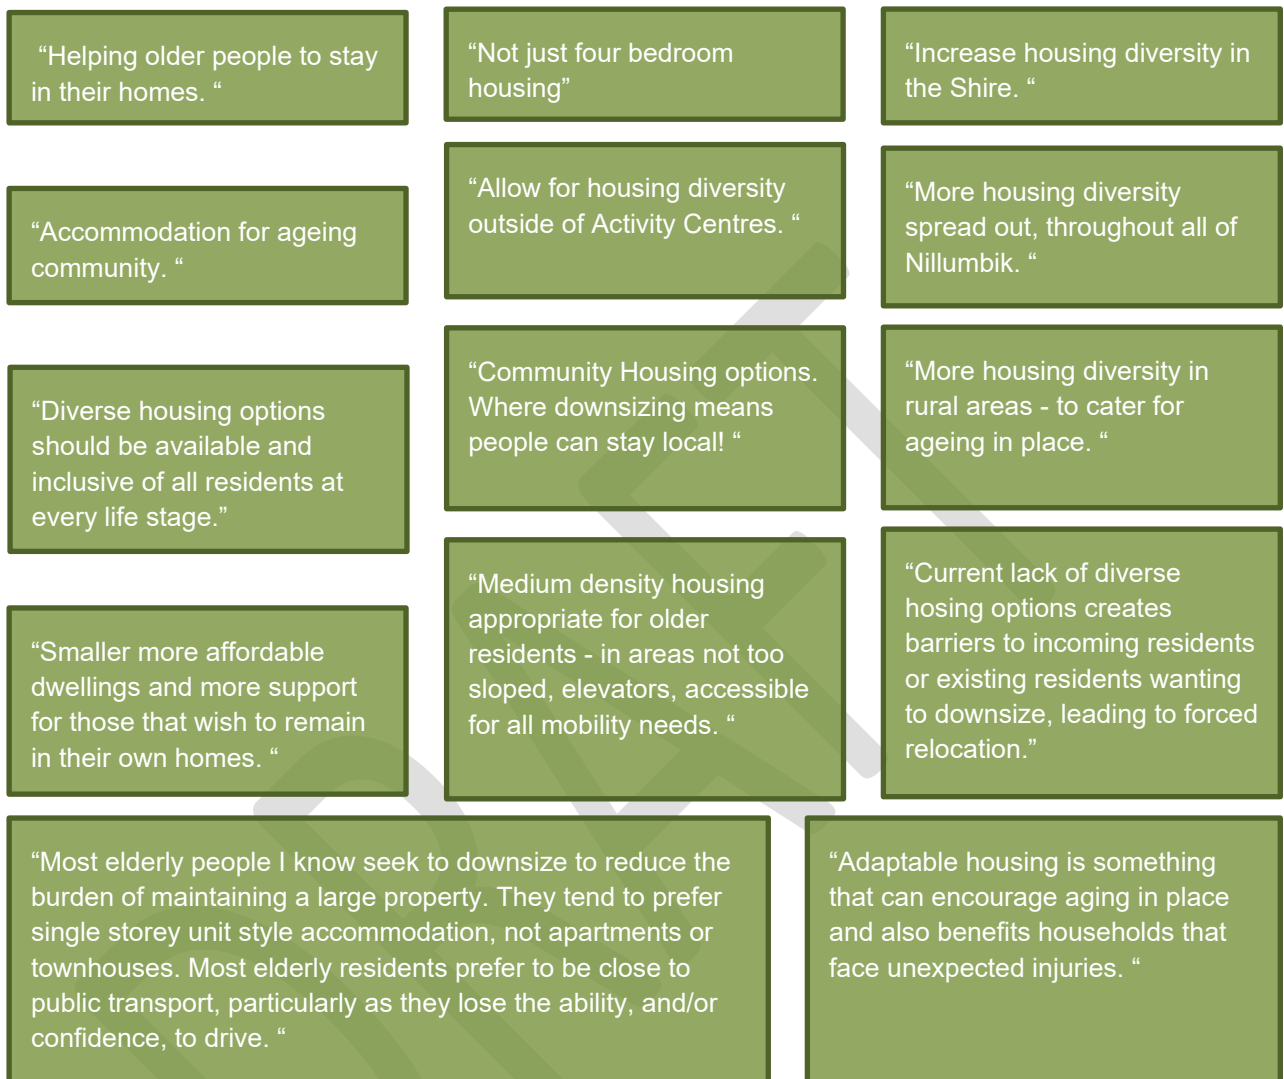 “Helping older people to stay
in their homes. “
“Not just four bedroom
housing”
“Increase housing diversity in
the Shire. “
“Accommodation for ageing
community. “
“Allow for housing diversity
outside of Activity Centres. “
“More housing diversity
spread out, throughout all of
Nillumbik. “
“Diverse housing options
should be available and
inclusive of all residents at
every life stage.”
“Community Housing options.
Where downsizing means
people can stay local! “
“More housing diversity in
rural areas - to cater for
ageing in place. “
“Smaller more affordable
dwellings and more support
for those that wish to remain
in their own homes. “
“Medium density housing
appropriate for older
residents - in areas not too
sloped, elevators, accessible
for all mobility needs. “
“Current lack of diverse
hosing options creates
barriers to incoming residents
or existing residents wanting
to downsize, leading to forced
relocation.”
“Most elderly people I know seek to downsize to reduce the
burden of maintaining a large property. They tend to prefer
single storey unit style accommodation, not apartments or
townhouses. Most elderly residents prefer to be close to
public transport, particularly as they lose the ability, and/or
confidence, to drive. “
“Adaptable housing is something
that can encourage aging in place
and also benefits households that
face unexpected injuries. “
DRAFT